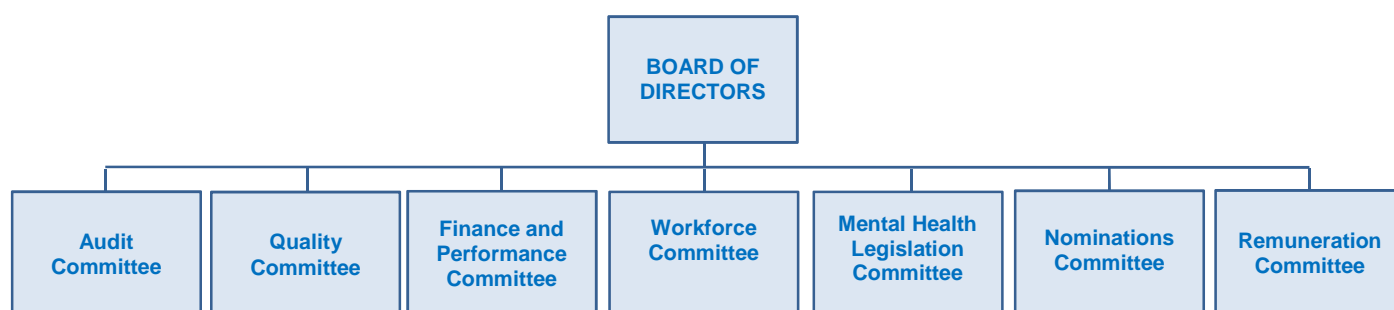 BOARD OF
DIRECTORS
Audit
Committee
Quality
Committee
Finance and
Performance
Committee
Workforce
Committee
Mental Health
Legislation
Committee
Nominations
Committee
Remuneration
Committee